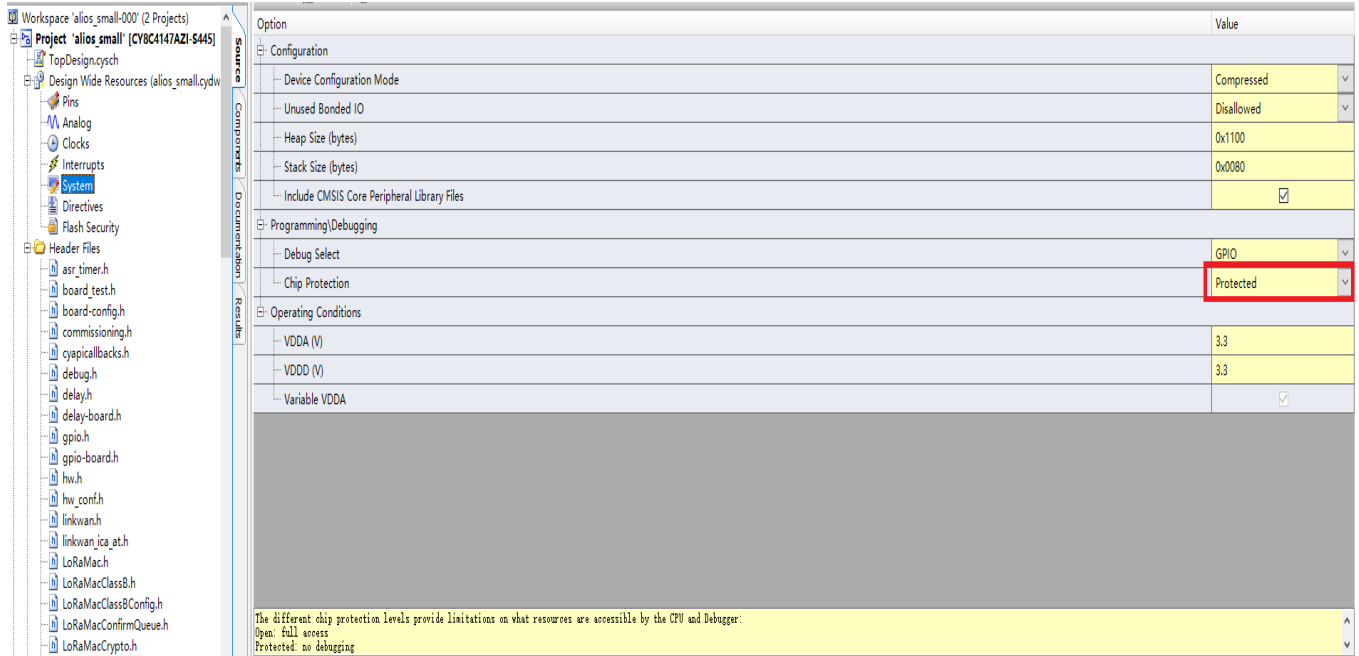 Workspace 'alios_small-000' (2 Projects)
Project 'alios_small' [CY8C4147AZI-S445]
TopDesign.cysch
Design Wide Resources (alios_small.cydw
Pins
Analog
Clocks
Interrupts
System
Directives
Flash Security
Header Files
asr_timer.h
board_test.h
board-config.h
commissioning.h
cyapicallbacks.h
debug.h
delay.h
delay-board.h
gpio.h
gpio-board.h
hw.h
hw_conf.h
linkwan.h
linkwan_ica_at.h
LoRaMac.h
LoRaMacClassB.h
LoRaMacClassBConfig.h
LoRaMacConfirmQueue.h
LoRaMacCrypto.h
Source
Components
Documentation
Results
Option Value
Configuration
Device Configuration Mode Compressed
Unused Bonded IO Disallowed
Heap Size (bytes) 0x1100
Stack Size (bytes) 0x0080
Include CMSIS Core Peripheral Library Files
Programming\Debugging
Debug Select GPIO
Chip Protection Protected
Operating Conditions
VDDA (V) 3.3
VDDD (V) 3.3
Variable VDDA
The different chip protection levels provide limitations on what resources are accessible by the CPU and Debugger:
Open: full access
Protected: no debugging